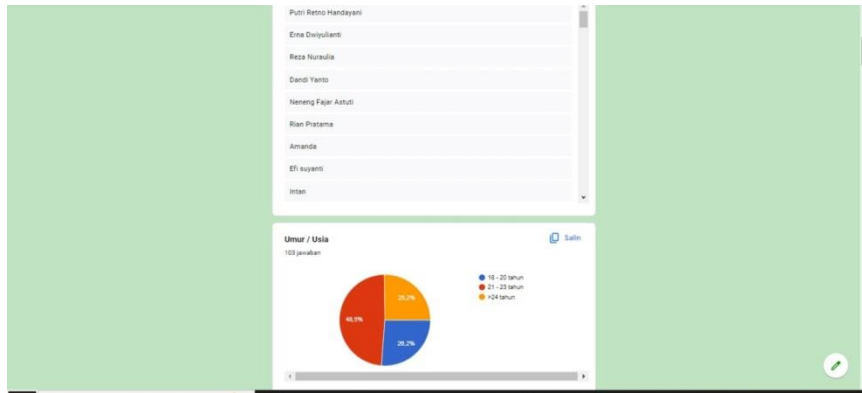 Putri Retno Handayani
Erna Dwiyulianti
Reza Nuraulia
Dandi Yanto
Neneng Fajar Astuti
Rian Pratama
Amanda
Efi suyanti
Intan
Umur / Usia
Salin
103 jawaban
18 - 20 tahun
21 - 23 tahun
>24 tahun
25,2%
48,5%
26,2%